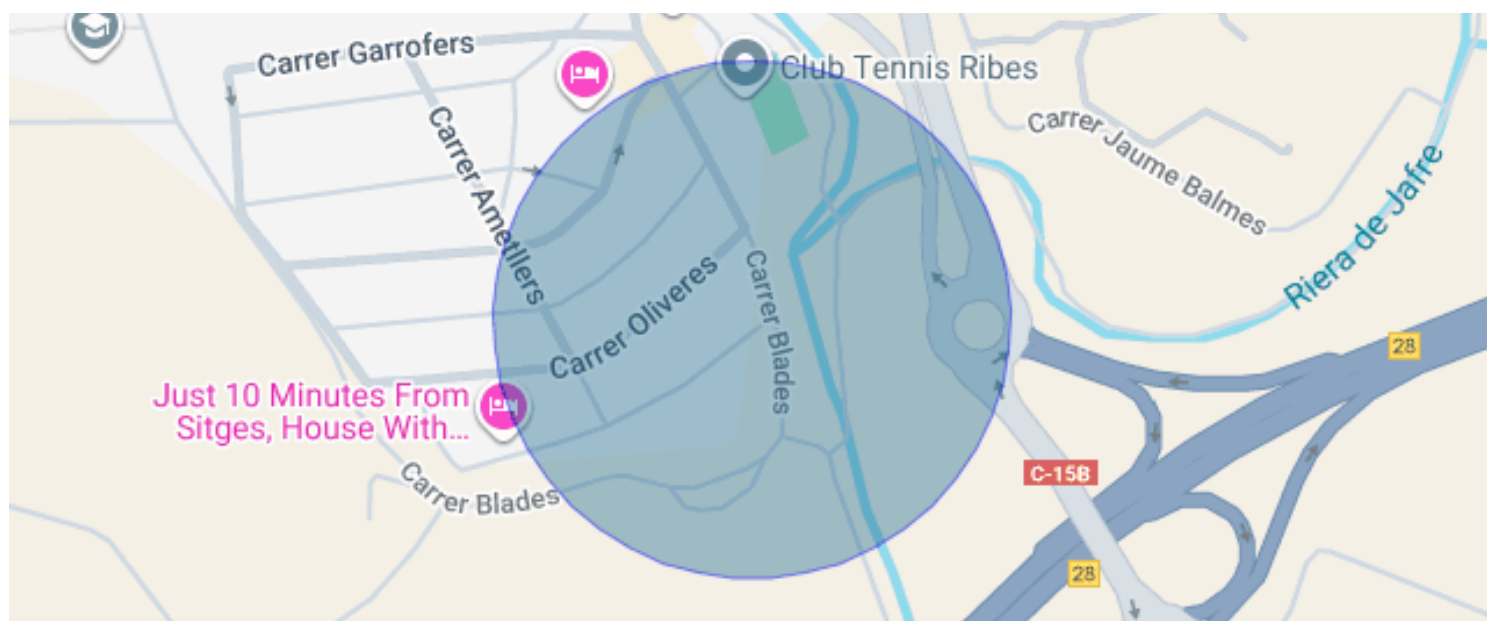 Carrer Garrofers
Club Tennis Ribes
Carrer Jaume Balmes
Carrer Ametllers
Riera de Jafre
Carrer Oliveres
Carrer Blades
28
Just 10 Minutes From
Sitges, House With...
Carrer Blades
C-15B
28